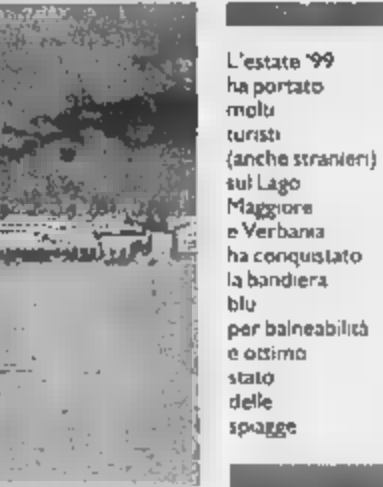 L'estate '99
ha portato
molti
turisti
(anche stranieri)
sul Lago
Maggiore
e Verbania
ha conquistato
la bandiera
blu
per balneabilità
e ottimo
stato
delle
spiagge